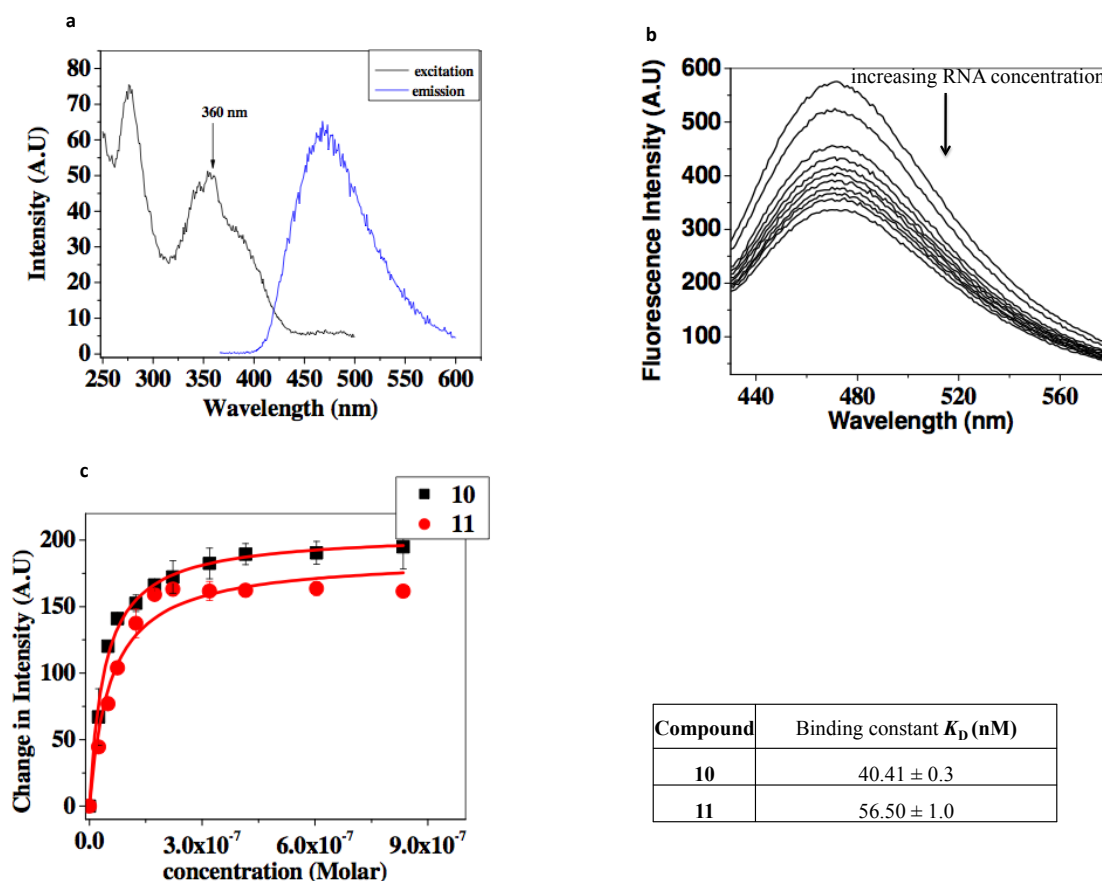 a
80
70
60
50
40
30
20
10
0
Intensity (A.U)
excitation
emission
360 nm
250 300 350 400 450 500 550 600
Wavelength (nm)
b
600
500
400
300
200
100
Fluorescence Intensity (A.U)
increasing RNA concentration
440 480 520 560
Wavelength (nm)
c
10
11
200
150
100
50
0
Change in Intensity (A.U)
0.0 3.0x10⁻⁷ 6.0x10⁻⁷ 9.0x10⁻⁷
concentration (Molar)
Compound Binding constant K_D (nM)
10 40.41 ± 0.3
11 56.50 ± 1.0